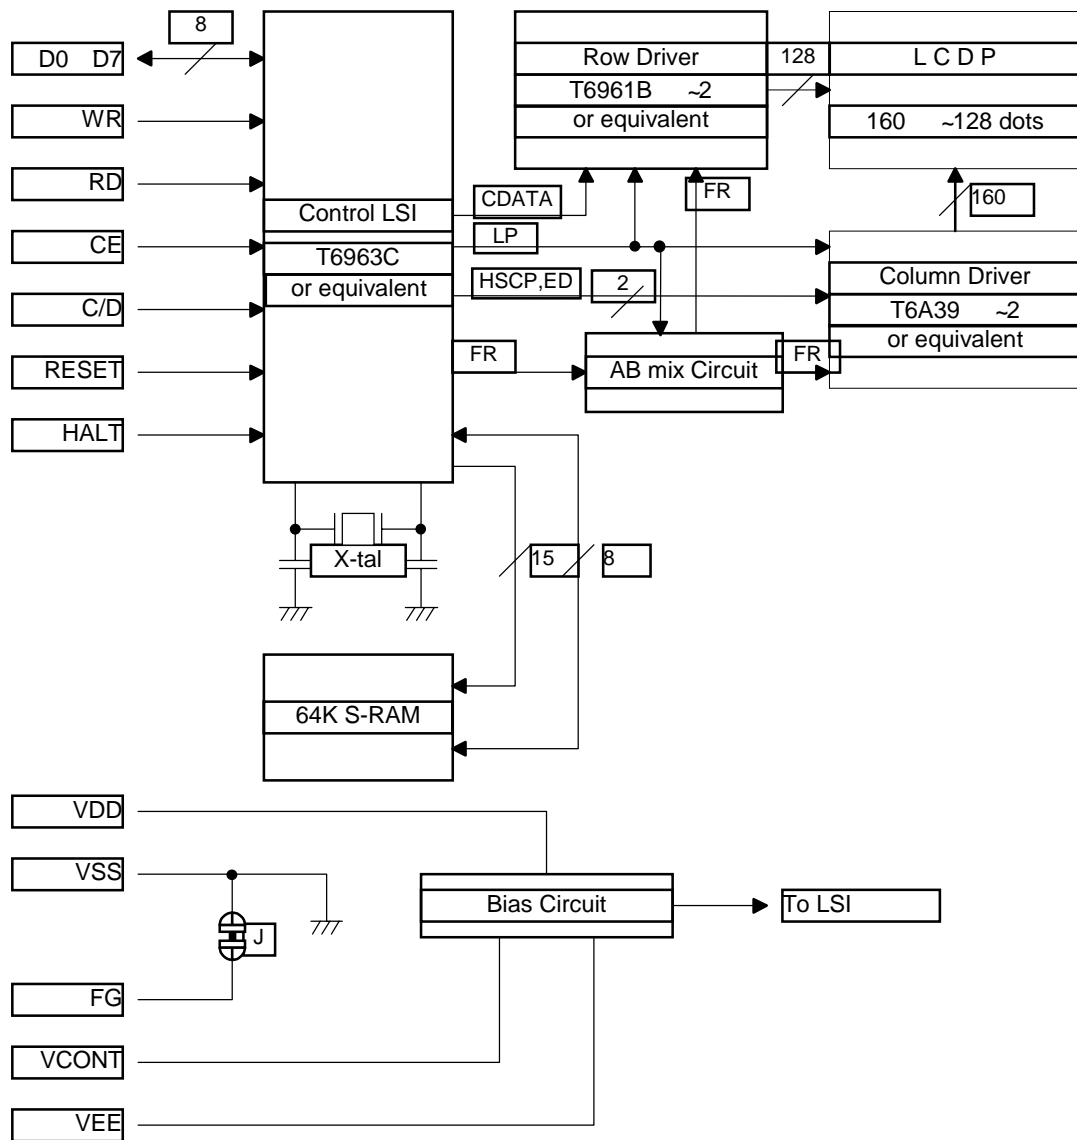 8
D0 D7
WR
RD
CE
C/D
RESET
HALT
Control LSI
T6963C
or equivalent
CDATA
LP
HSCP,ED
2
FR
Row Driver
T6961B ~2
or equivalent
128
L C D P
160 ~128 dots
FR
160
Column Driver
T6A39 ~2
or equivalent
AB mix Circuit
FR
X-tal
15
8
64K S-RAM
VDD
VSS
J
FG
VCONT
VEE
Bias Circuit
To LSI